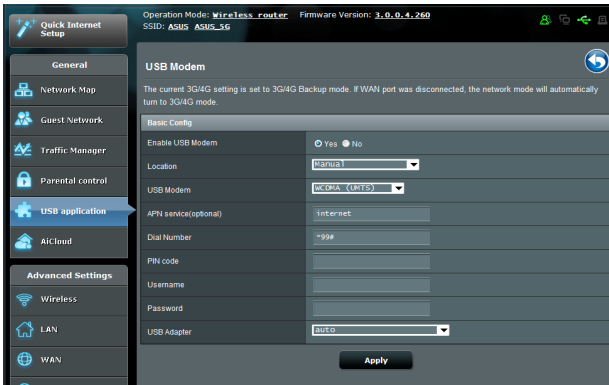 Quick Internet
Setup
Operation Mode: Wireless router Firmware Version: 3.0.0.4.260
SSID: ASUS ASUS_5G
General
Network Map
Guest Network
Traffic Manager
Parental control
USB application
AiCloud
Advanced Settings
Wireless
LAN
WAN
USB Modem
The current 3G/4G setting is set to 3G/4G Backup mode. If WAN port was disconnected, the network mode will automatically
turn to 3G/4G mode.
Basic Config
Enable USB Modem Yes No
Location Manual
USB Modem WCDMA (UMTS)
APN service(optional) internet
Dial Number *99#
PIN code
Username
Password
USB Adapter auto
Apply